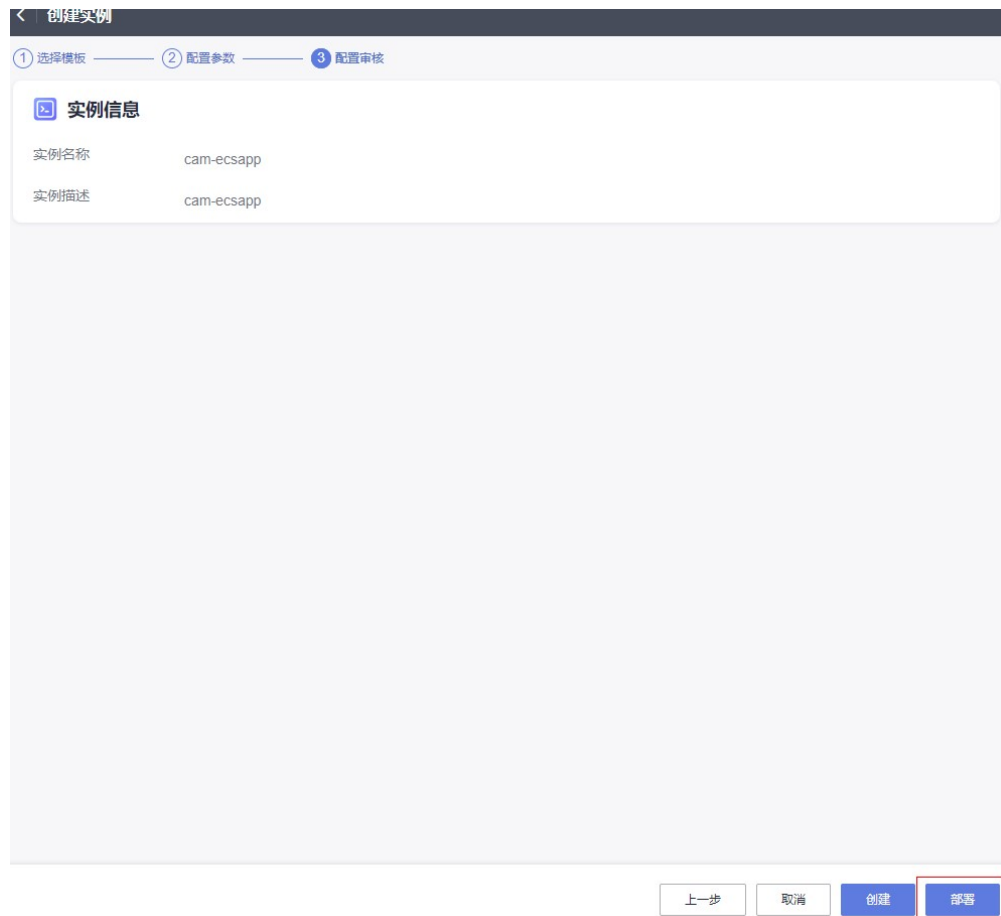 创建实例
1 选择模板 2 配置参数 3 配置审核
实例信息
实例名称 cam-ecsapp
实例描述 cam-ecsapp
上一步 取消 创建 部署